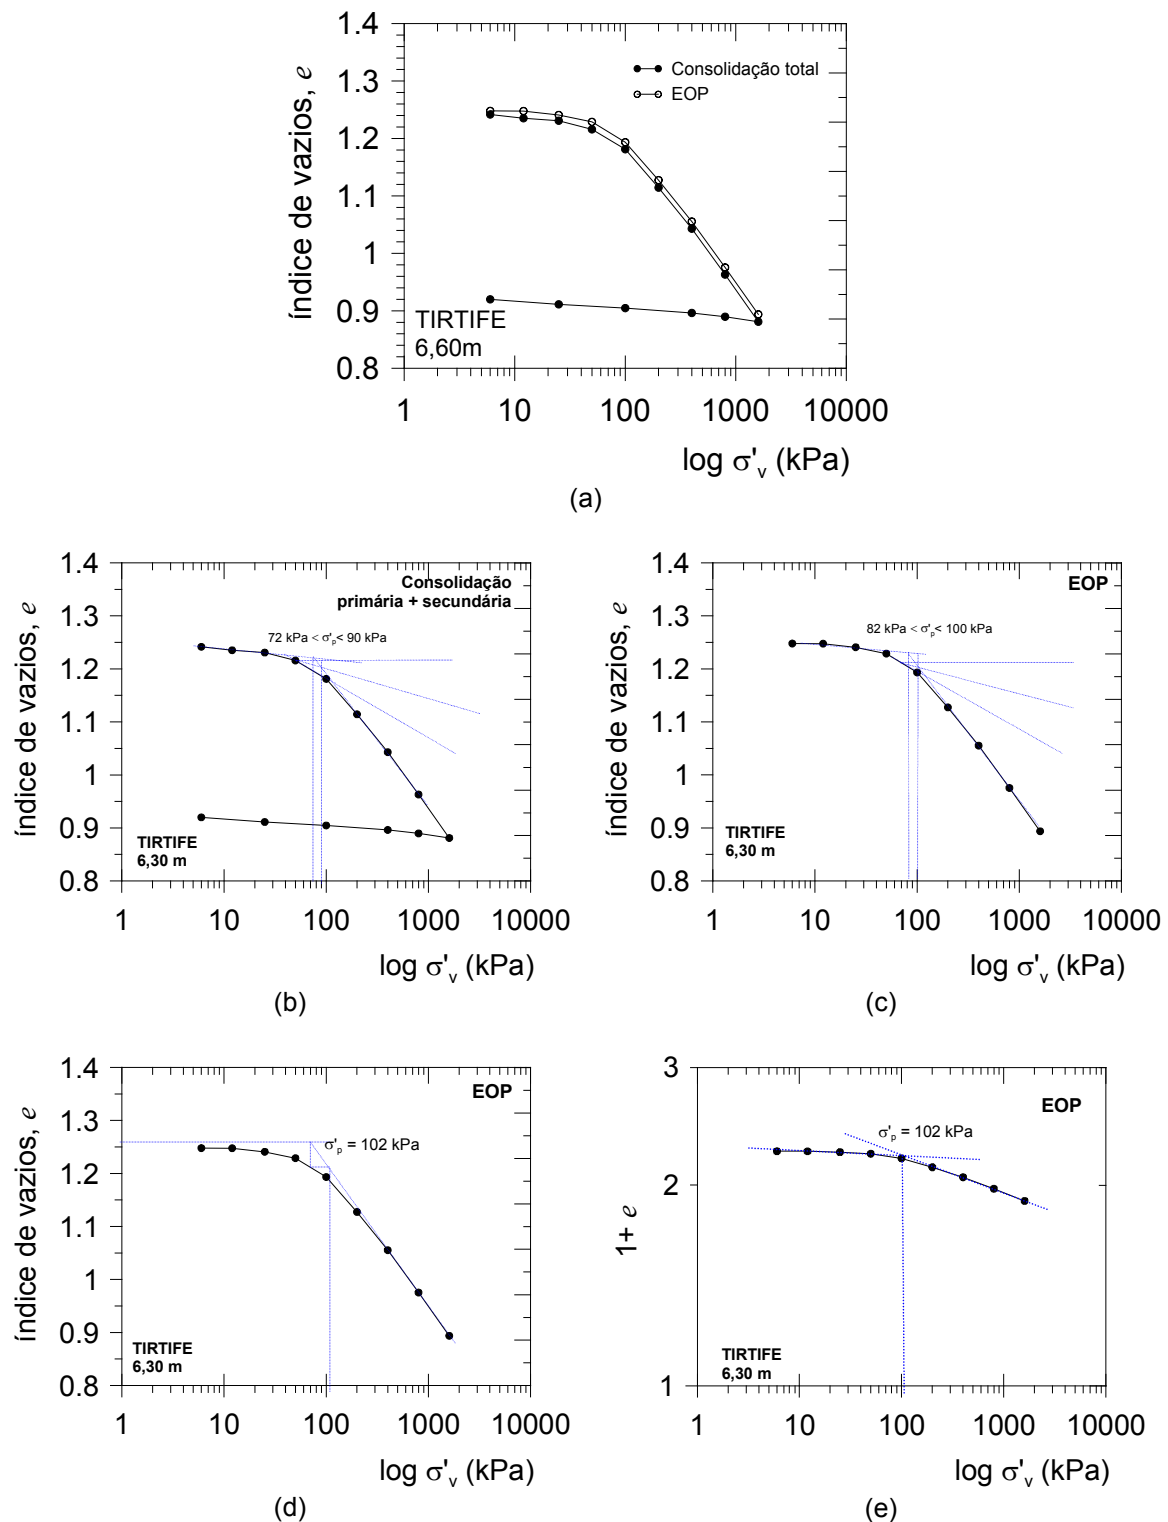 1.4
1.3
1.2
1.1
1
0.9
0.8
índice de vazios, e
Consolidação total
EOP
TIRTIFE
6,60m
1 10 100 1000 10000
log σ'v (kPa)
(a)
1.4
1.3
1.2
1.1
1
0.9
0.8
índice de vazios, e
Consolidação
primária + secundária
72 kPa < σ'p < 90 kPa
TIRTIFE
6,30 m
1 10 100 1000 10000
log σ'v (kPa)
(b)
1.4
1.3
1.2
1.1
1
0.9
0.8
índice de vazios, e
EOP
82 kPa < σ'p < 100 kPa
TIRTIFE
6,30 m
1 10 100 1000 10000
log σ'v (kPa)
(c)
1.4
1.3
1.2
1.1
1
0.9
0.8
índice de vazios, e
EOP
σ'p = 102 kPa
TIRTIFE
6,30 m
1 10 100 1000 10000
log σ'v (kPa)
(d)
3
2
1
1+ e
EOP
σ'p = 102 kPa
TIRTIFE
6,30 m
1 10 100 1000 10000
log σ'v (kPa)
(e)